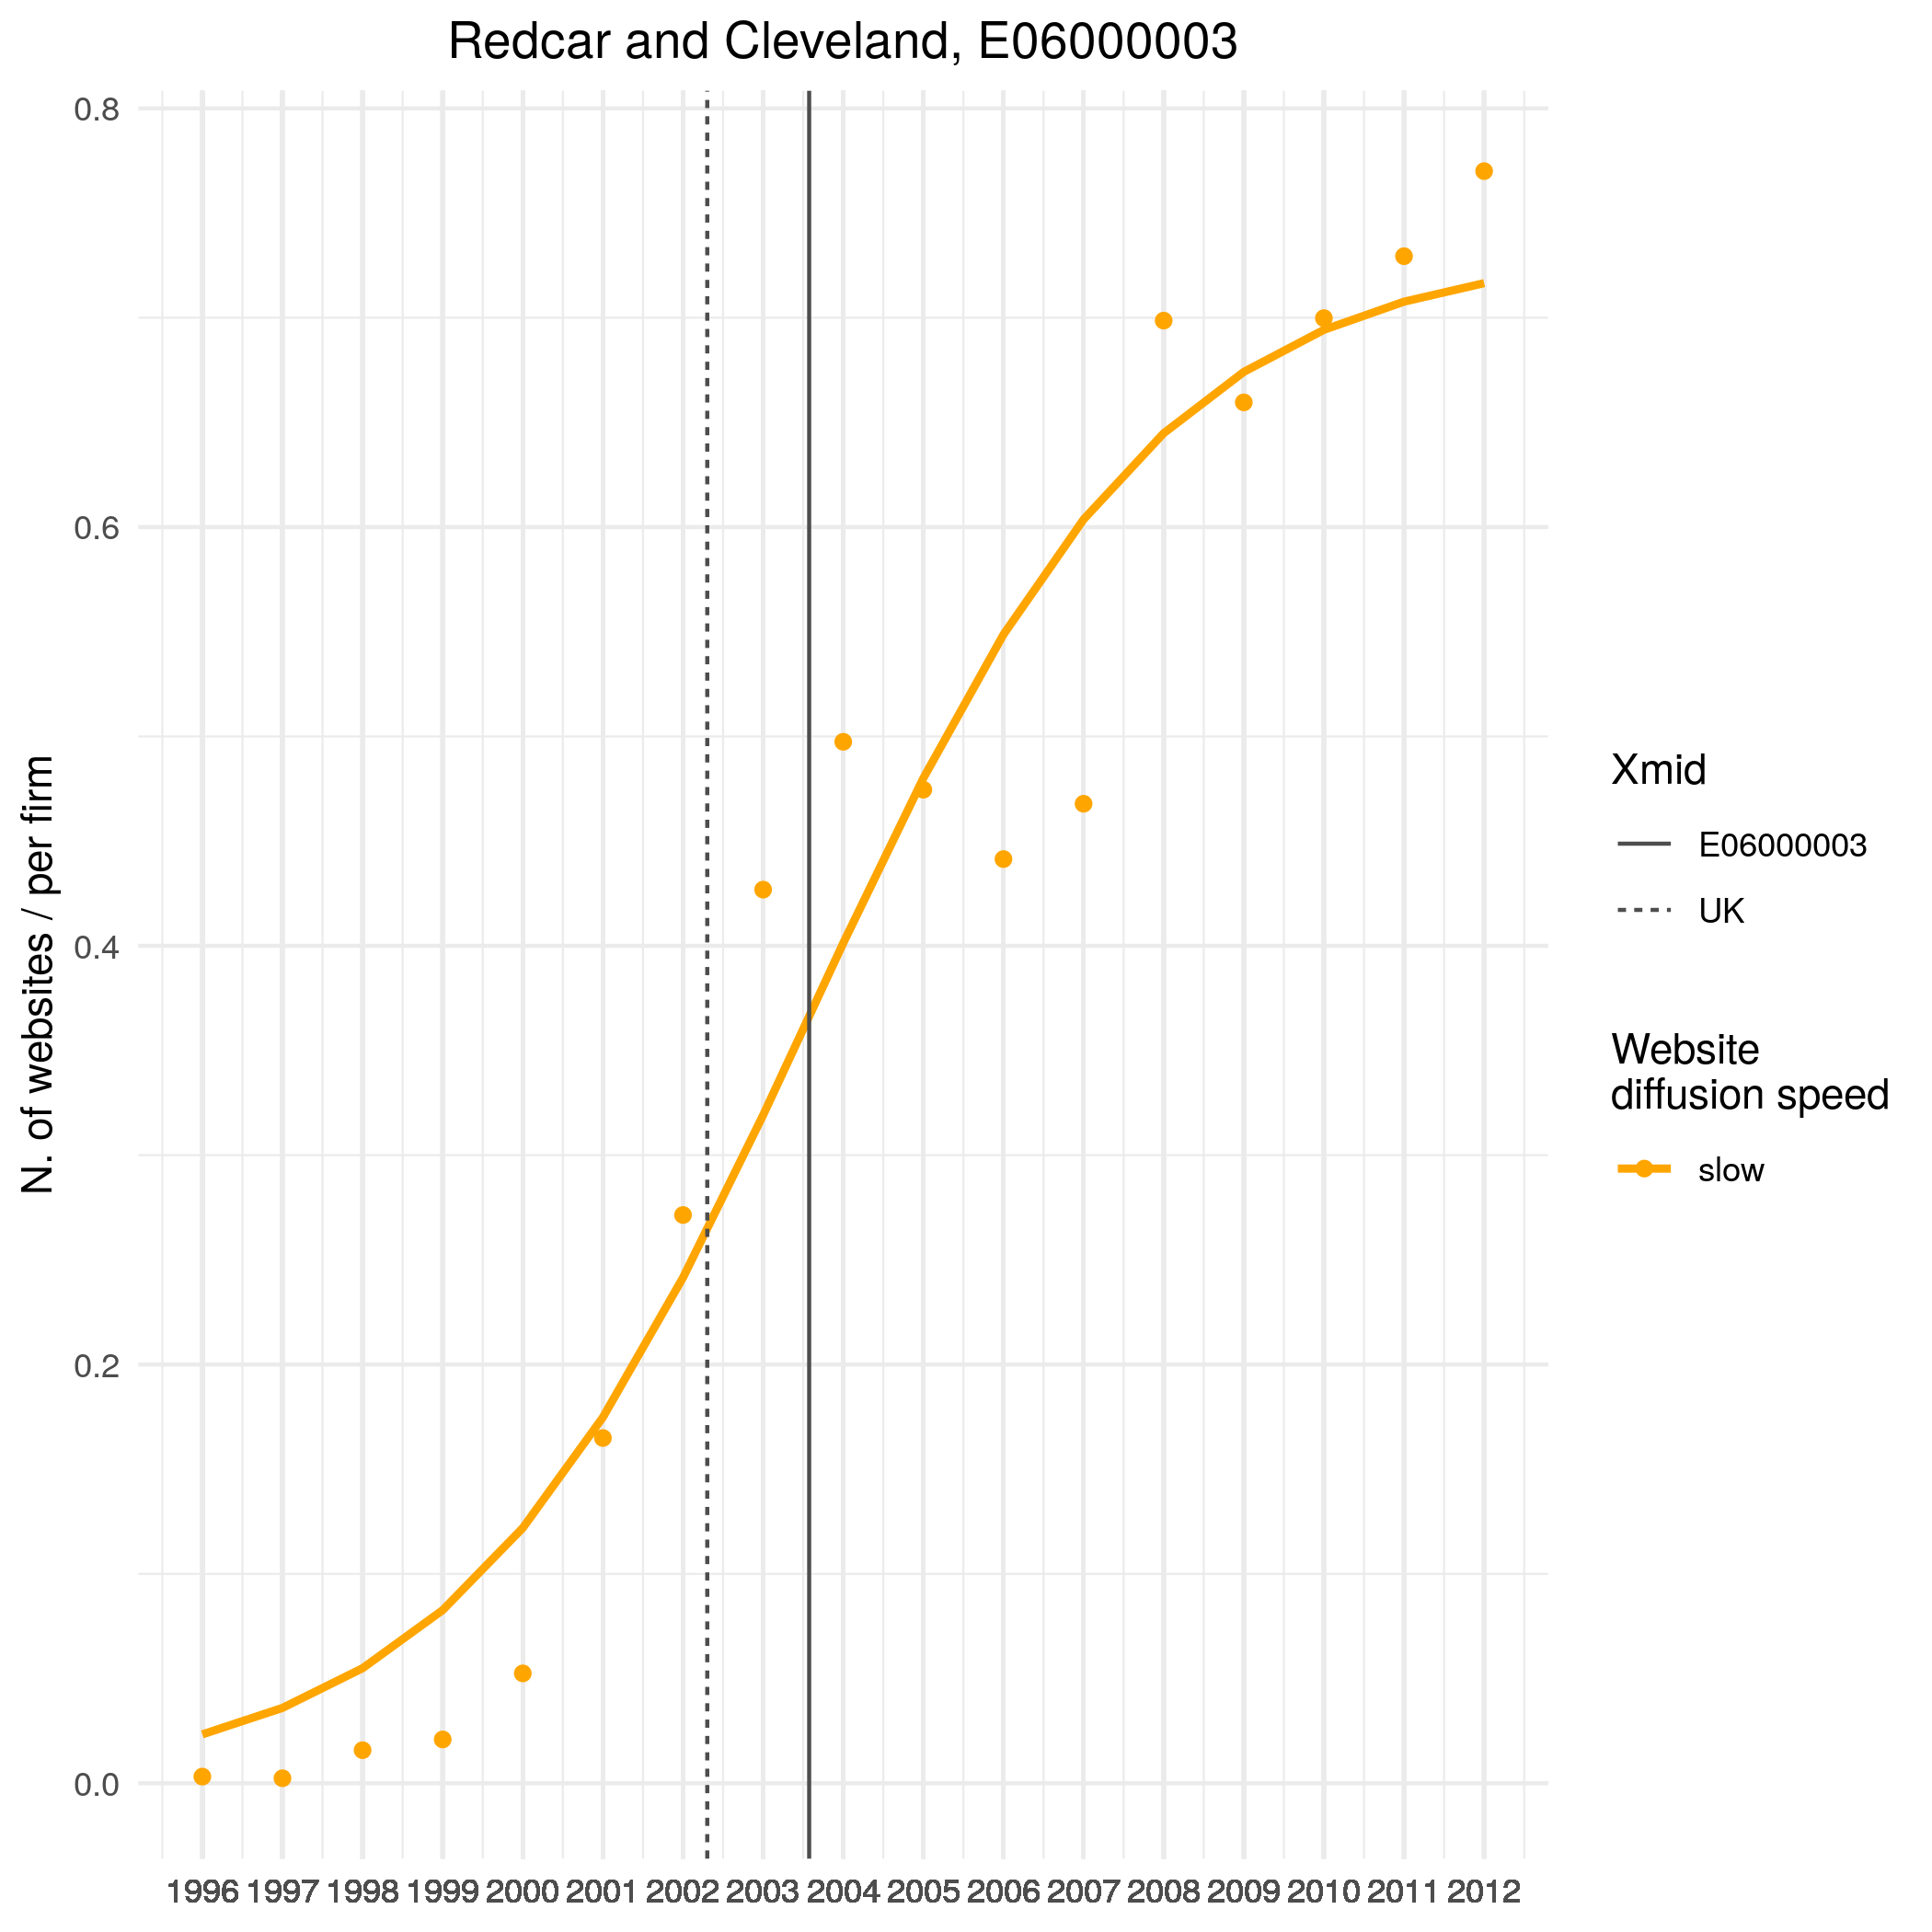 Redcar and Cleveland, E06000003
0.8
0.6
0.4
0.2
0.0
N. of websites / per firm
1996 1997 1998 1999 2000 2001 2002 2003 2004 2005 2006 2007 2008 2009 2010 2011 2012
Xmid
E06000003
UK
Website
diffusion speed
slow